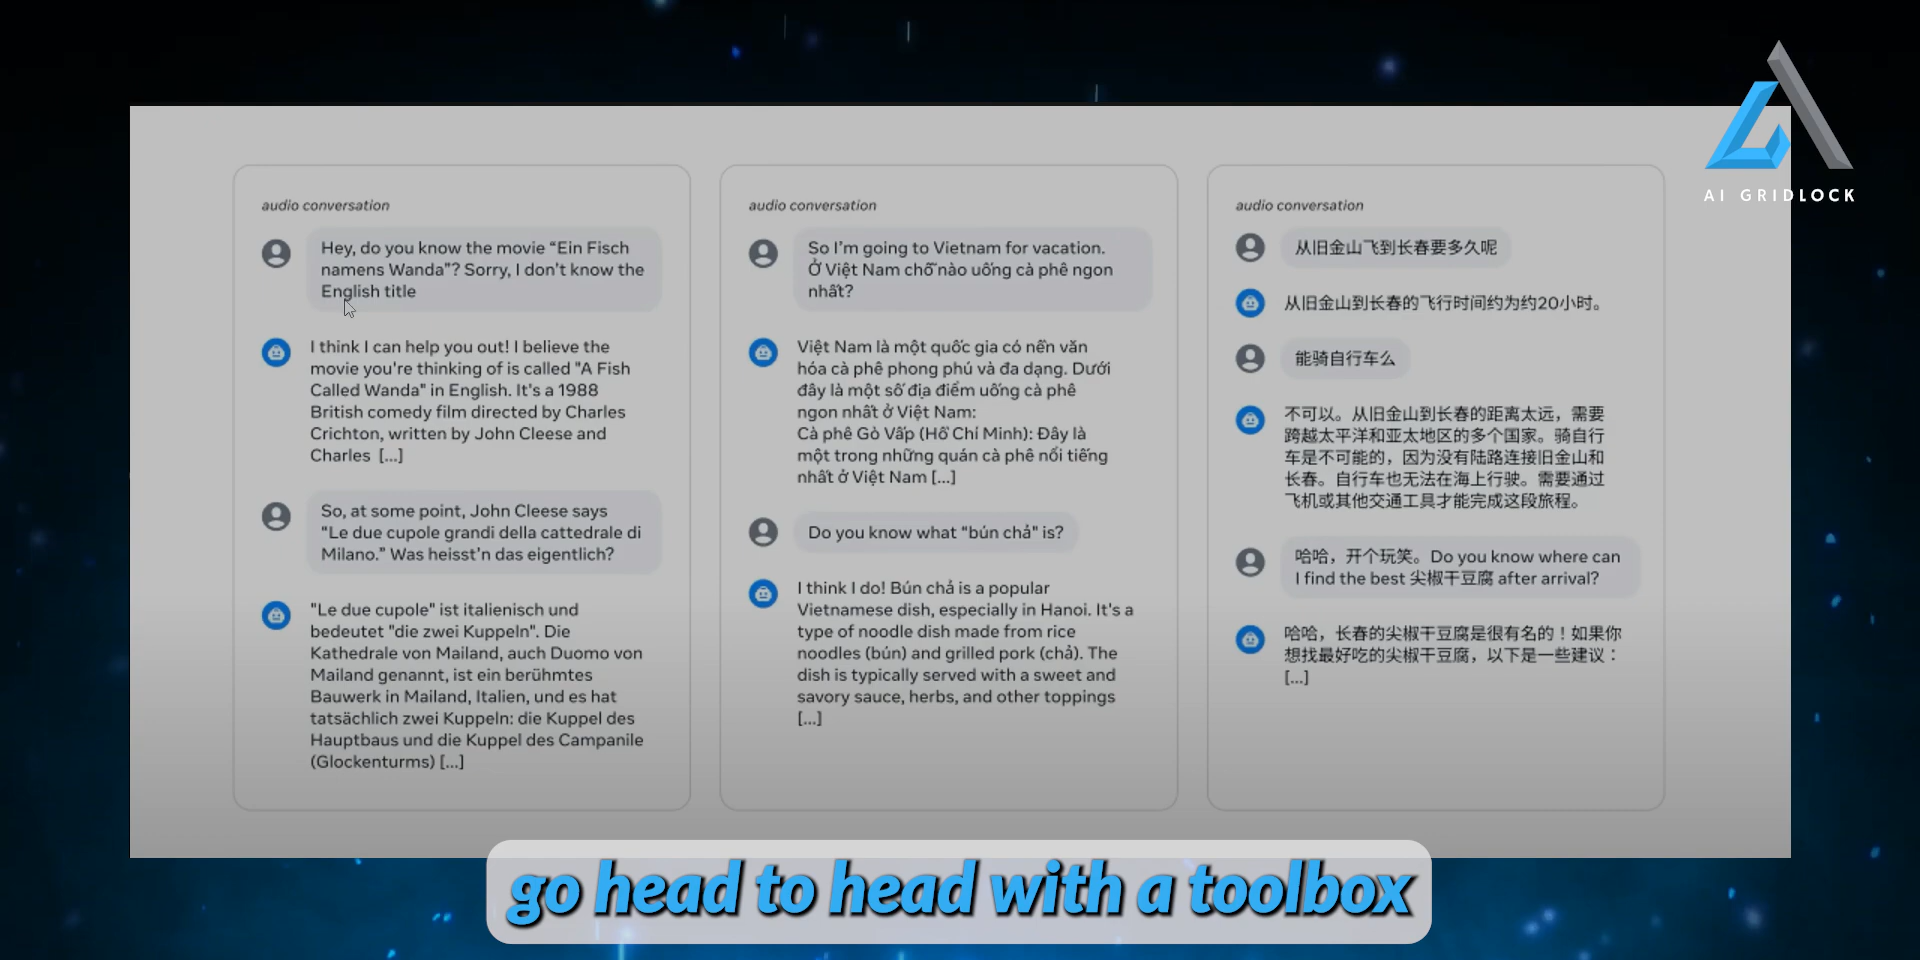 AI GRIDLOCK
audio conversation
Hey, do you know the movie “Ein Fisch
namens Wanda”? Sorry, I don’t know the
English title
I think I can help you out! I believe the
movie you're thinking of is called "A Fish
Called Wanda" in English. It's a 1988
British comedy film directed by Charles
Crichton, written by John Cleese and
Charles [...]
So, at some point, John Cleese says
“Le due cupole grandi della cattedrale di
Milano.” Was heisst’n das eigentlich?
"Le due cupole" ist italienisch und
bedeutet "die zwei Kuppeln". Die
Kathedrale von Mailand, auch Duomo von
Mailand genannt, ist ein berühmtes
Bauwerk in Mailand, Italien, und es hat
tatsächlich zwei Kuppeln: die Kuppel des
Hauptbaus und die Kuppel des Campanile
(Glockenturms) [...]
audio conversation
So I’m going to Vietnam for vacation.
Ở Việt Nam chỗ nào uống cà phê ngon
nhất?
Việt Nam là một quốc gia có nền văn
hóa cà phê phong phú và đa dạng. Dưới
đây là một số địa điểm uống cà phê
ngon nhất ở Việt Nam:
Cà phê Gò Vấp (Hồ Chí Minh): Đây là
một trong những quán cà phê nổi tiếng
nhất ở Việt Nam [...]
Do you know what “bún chả” is?
I think I do! Bún chả is a popular
Vietnamese dish, especially in Hanoi. It's a
type of noodle dish made from rice
noodles (bún) and grilled pork (chả). The
dish is typically served with a sweet and
savory sauce, herbs, and other toppings
[...]
audio conversation
从旧金山飞到长春要多久呢
从旧金山到长春的飞行时间约为约20小时。
能骑自行车么
不可以。从旧金山到长春的距离太远，需要
跨越太平洋和亚太地区的多个国家。骑自行
车是不可能的，因为没有陆路连接旧金山和
长春。自行车也无法在海上行驶。需要通过
飞机或其他交通工具才能完成这段旅程。
哈哈，开个玩笑。Do you know where can
I find the best 尖椒干豆腐 after arrival?
哈哈，长春的尖椒干豆腐是很有名的！如果你
想找最好吃的尖椒干豆腐，以下是一些建议：
[...]
go head to head with a toolbox